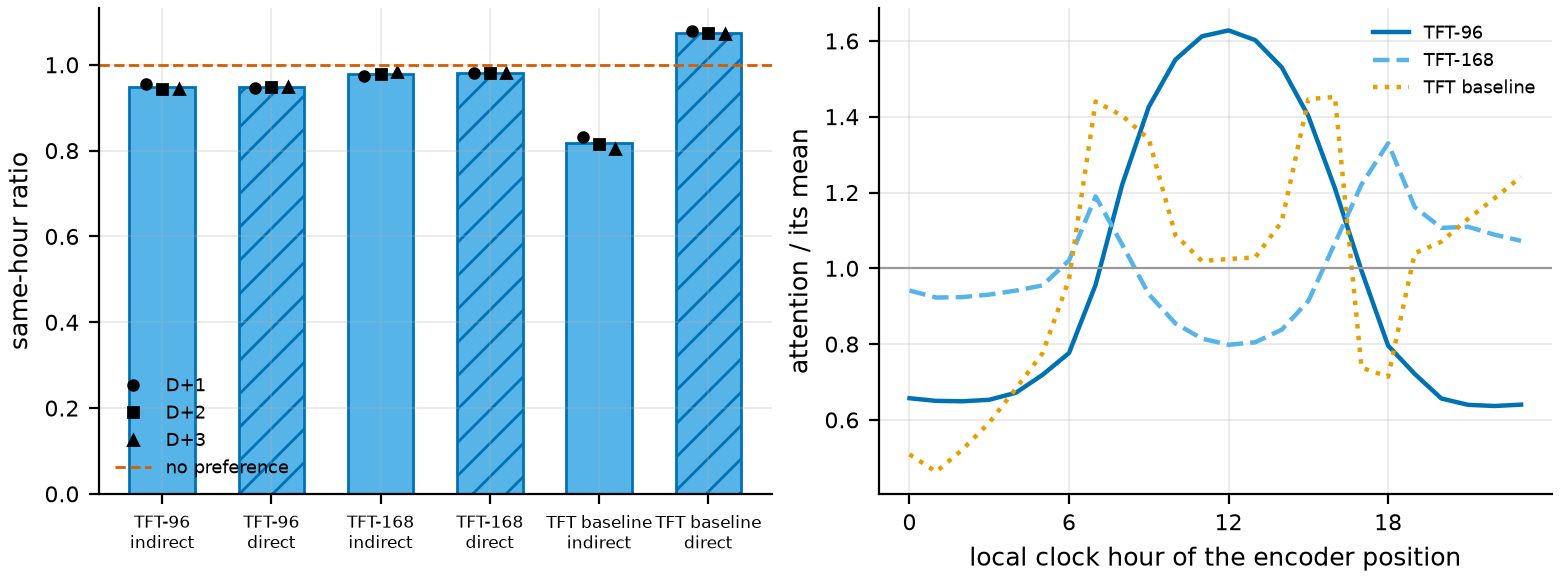 same-hour ratio
1.0
0.8
0.6
0.4
0.2
0.0
D+1
D+2
D+3
no preference
TFT-96 indirect
TFT-96 direct
TFT-168 indirect
TFT-168 direct
TFT baseline indirect
TFT baseline direct
attention / its mean
1.6
1.4
1.2
1.0
0.8
0.6
TFT-96
TFT-168
TFT baseline
0 6 12 18
local clock hour of the encoder position